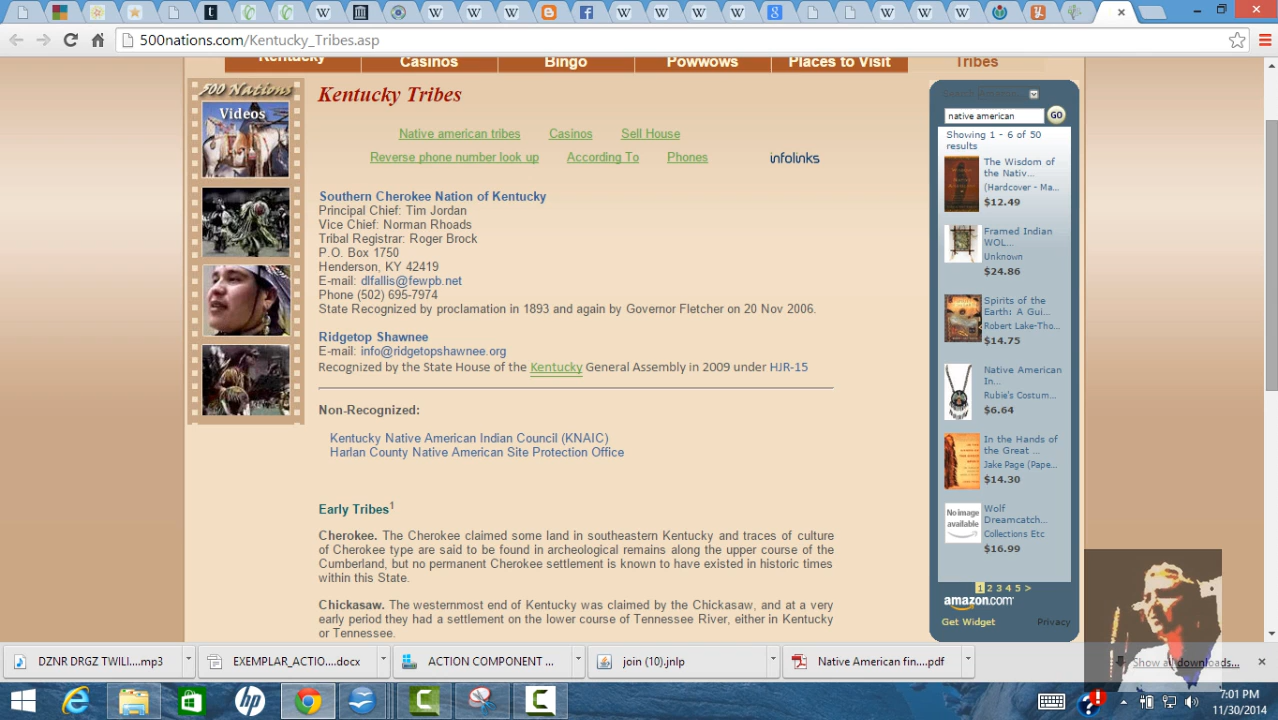 500nations.com/Kentucky_Tribes.asp
Kentucky
Casinos
Bingo
Powwows
Places to Visit
Tribes
500 Nations
Videos
Kentucky Tribes
Native american tribes
Casinos
Sell House
Reverse phone number look up
According To
Phones
infolinks
Southern Cherokee Nation of Kentucky
Principal Chief: Tim Jordan
Vice Chief: Norman Rhoads
Tribal Registrar: Roger Brock
P.O. Box 1750
Henderson, KY 42419
E-mail: dlfallis@fewpb.net
Phone (502) 695-7974
State Recognized by proclamation in 1893 and again by Governor Fletcher on 20 Nov 2006.
Ridgetop Shawnee
E-mail: info@ridgetopshawnee.org
Recognized by the State House of the Kentucky General Assembly in 2009 under HJR-15
Non-Recognized:
Kentucky Native American Indian Council (KNAIC)
Harlan County Native American Site Protection Office
Early Tribes1
Cherokee. The Cherokee claimed some land in southeastern Kentucky and traces of culture
of Cherokee type are said to be found in archeological remains along the upper course of the
Cumberland, but no permanent Cherokee settlement is known to have existed in historic times
within this State.
Chickasaw. The westernmost end of Kentucky was claimed by the Chickasaw, and at a very
early period they had a settlement on the lower course of Tennessee River, either in Kentucky
or Tennessee.
native american
GO
Showing 1 - 6 of 50
results
The Wisdom of
the Nativ...
(Hardcover - Ma...
$12.49
Framed Indian
WOL...
Unknown
$24.86
Spirits of the
Earth: A Gui...
Robert Lake-Tho...
$14.75
Native American
In...
Rubie's Costum...
$6.64
In the Hands of
the Great ...
Jake Page (Pape...
$14.30
No image
available
Wolf
Dreamcatch...
Collections Etc
$16.99
1 2 3 4 5 >
amazon.com
Get Widget
Privacy
DZNR DRGZ TWILI....mp3
EXEMPLAR_ACTIO....docx
ACTION COMPONENT ...
join (10).jnlp
Native American fin....pdf
Show all downloads...
7:01 PM
11/30/2014